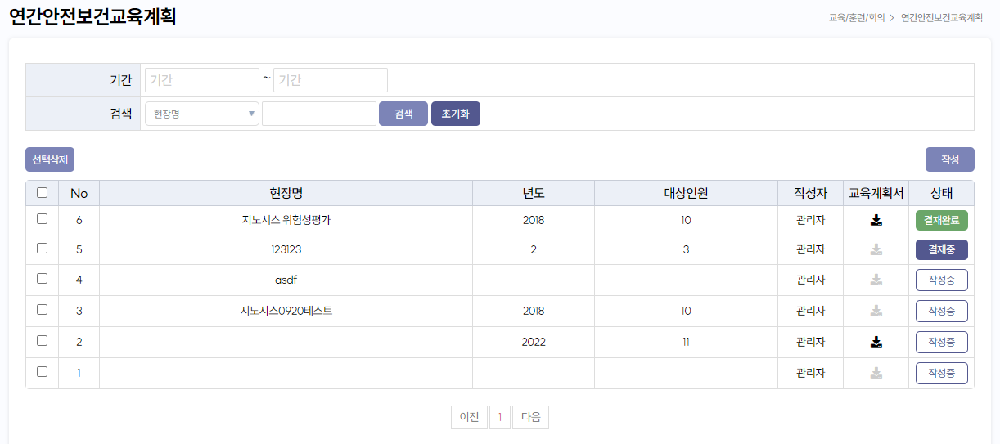 연간안전보건교육계획
교육/훈련/회의 > 연간안전보건교육계획
기간 기간 ~ 기간
검색 현장명 검색 초기화
선택삭제 작성
No 현장명 년도 대상인원 작성자 교육계획서 상태
6 지노시스 위험성평가 2018 10 관리자 결재완료
5 123123 2 3 관리자 결재중
4 asdf 관리자 작성중
3 지노시스0920테스트 2018 10 관리자 작성중
2 2022 11 관리자 작성중
1 관리자 작성중
이전 1 다음